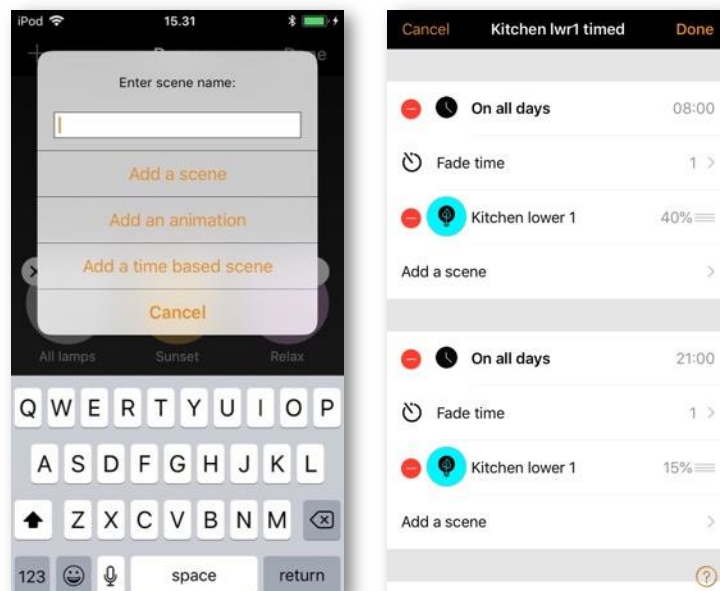 iPod 15.31
Enter scene name:
Add a scene
Add an animation
Add a time based scene
Cancel
All lamps Sunset Relax
Q W E R T Y U I O P
A S D F G H J K L
Z X C V B N M
123 space return
Cancel Kitchen lwr1 timed Done
On all days 08:00
Fade time 1
Kitchen lower 1 40%
Add a scene
On all days 21:00
Fade time 1
Kitchen lower 1 15%
Add a scene
?